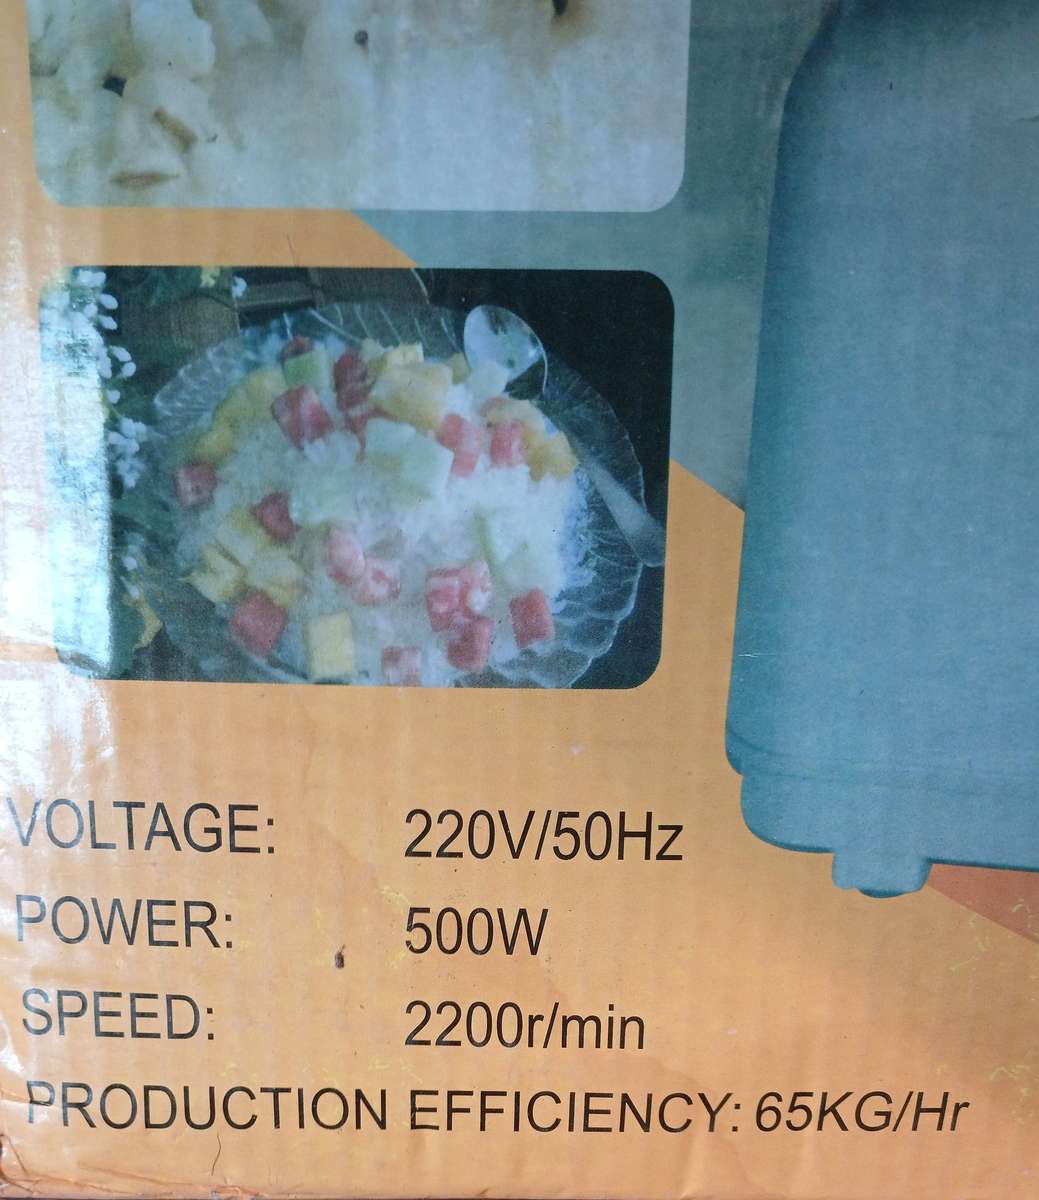 VOLTAGE: 220V/50Hz
POWER: 500W
SPEED: 2200r/min
PRODUCTION EFFICIENCY: 65KG/Hr